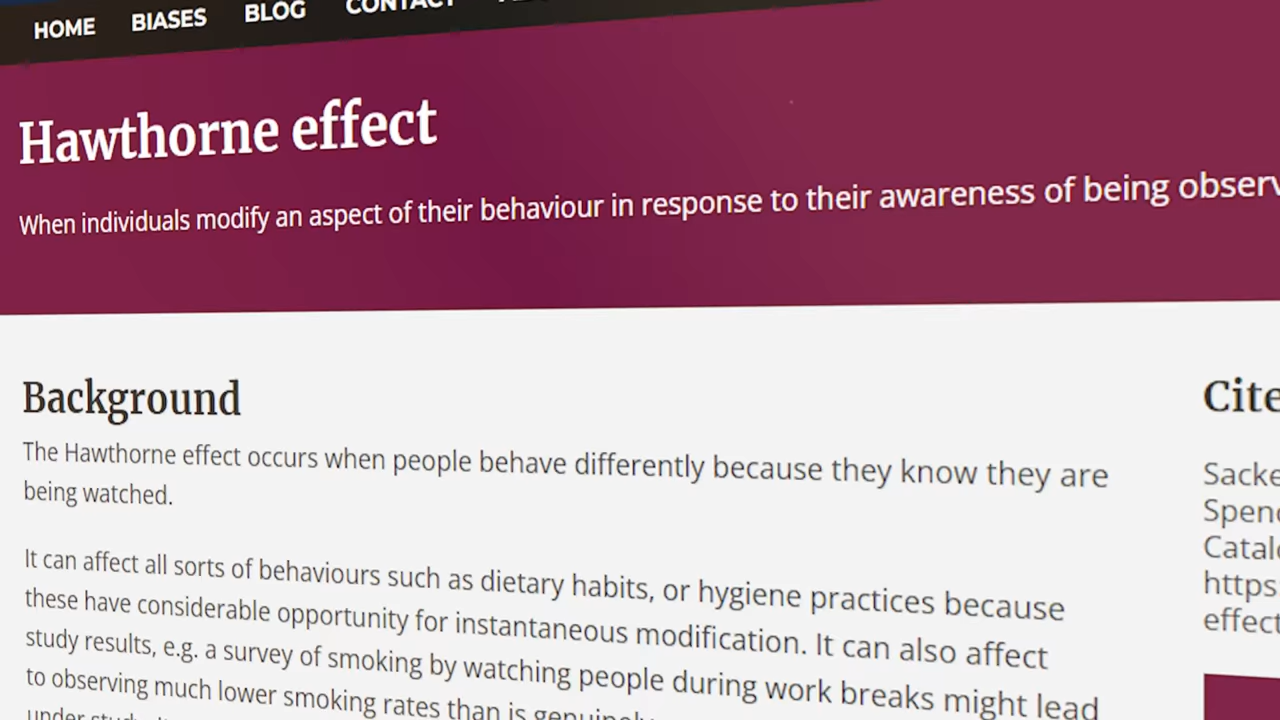 HOME BIASES BLOG CONTACT
Hawthorne effect
When individuals modify an aspect of their behaviour in response to their awareness of being
Background
The Hawthorne effect occurs when people behave differently because they know they are
being watched.
It can affect all sorts of behaviours such as dietary habits, or hygiene practices because
these have considerable opportunity for instantaneous modification. It can also affect
study results, e.g. a survey of smoking by watching people during work breaks might lead
to observing much lower smoking rates than is genuinely
under study.
Cite
Sacke
Spenc
Catalo
https
effect